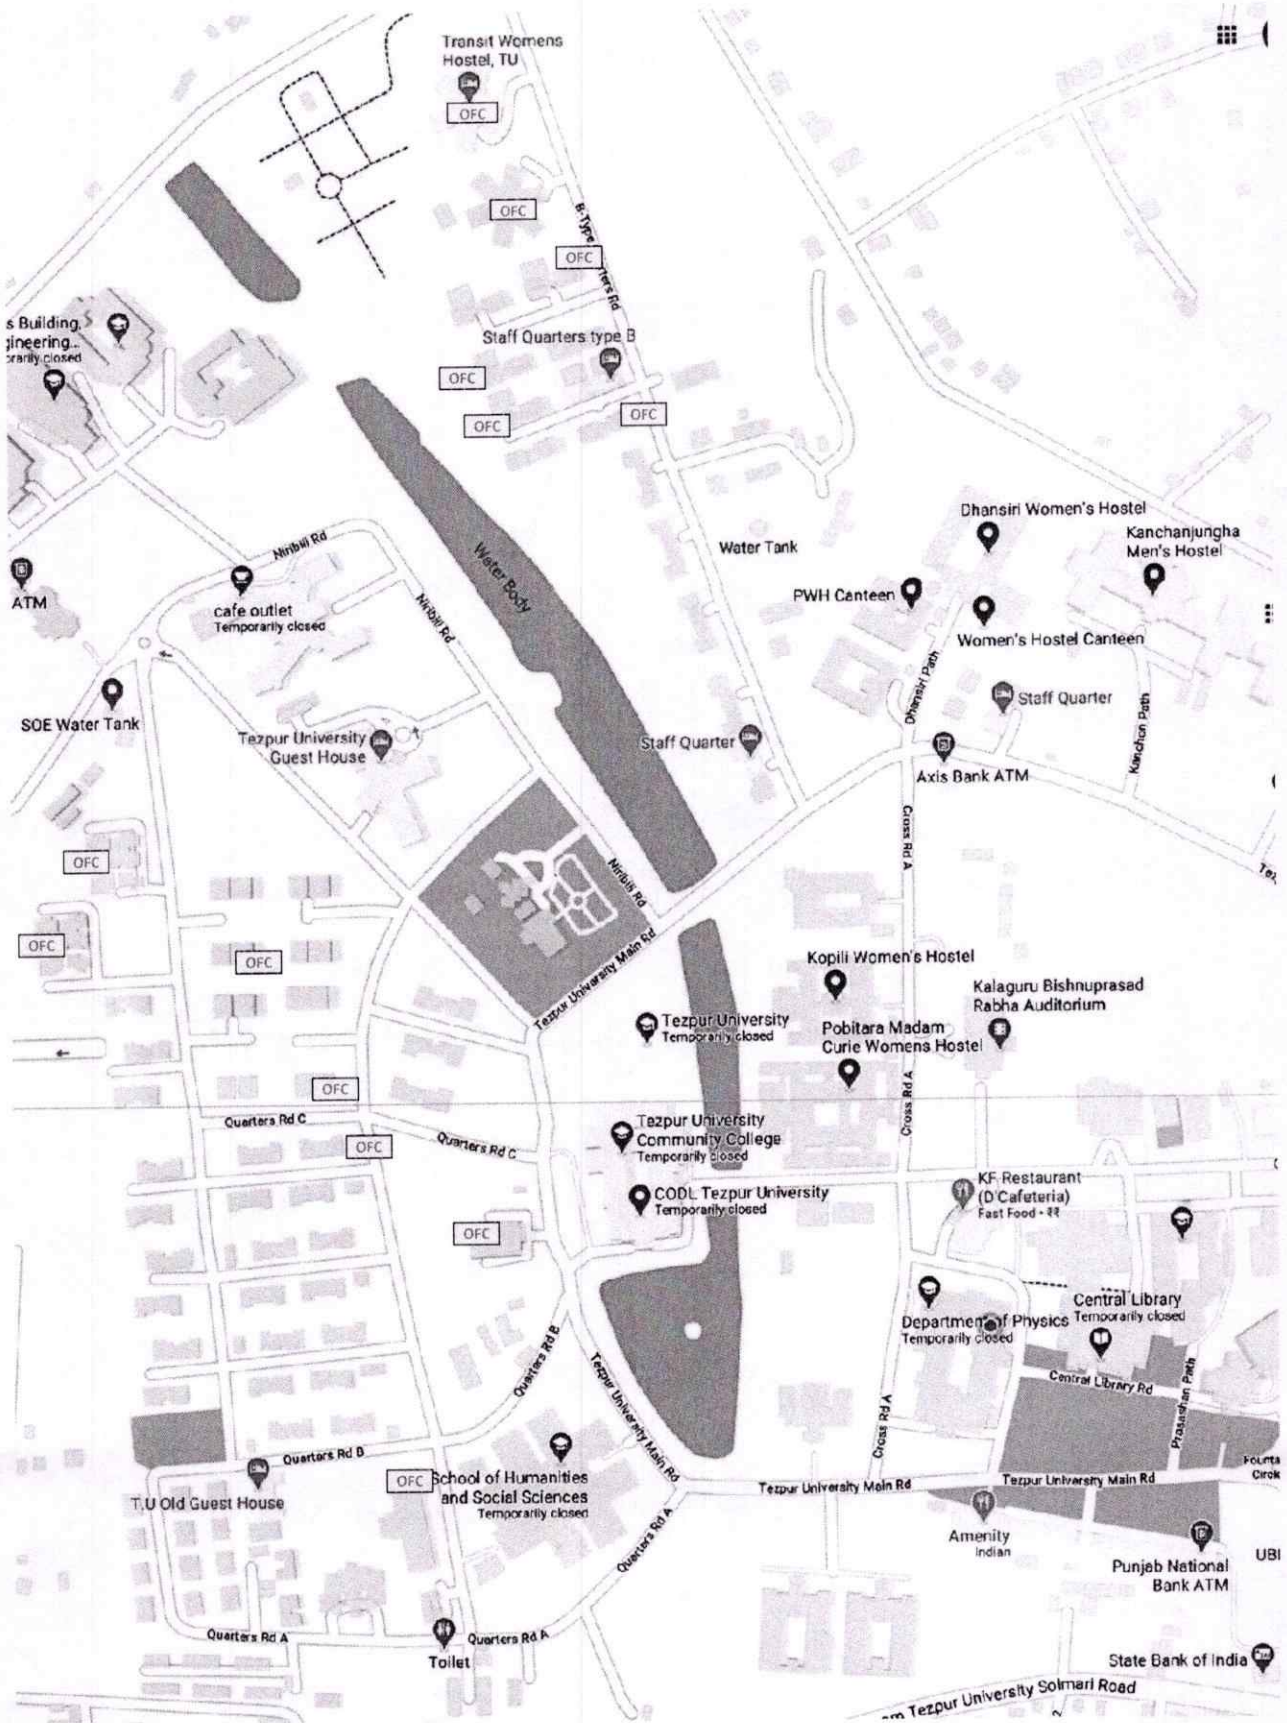 Transit Womens
Hostel, TU
OFC
OFC
B-Type
OFC
ters Rd
s Building,
gineering...
orarily closed
Staff Quarters type B
OFC
OFC
OFC
Dhansiri Women's Hostel
Kanchanjungha
Men's Hostel
Water Tank
Niribili Rd
Water Body
ATM
cafe outlet
Temporarily closed
Niribili Rd
PWH Canteen
Women's Hostel Canteen
Dhansiri Path
Staff Quarter
Kanchan Path
SOE Water Tank
Tezpur University
Guest House
Staff Quarter
Axis Bank ATM
Cross Rd A
OFC
Niribili Rd
Tez
OFC
OFC
Tezpur University Main Rd
Kopili Women's Hostel
Kalaguru Bishnuprasad
Rabha Auditorium
Tezpur University
Temporarily closed
Pobitara Madam
Curie Womens Hostel
OFC
Cross Rd A
Quarters Rd C
OFC
Quarters Rd C
Tezpur University
Community College
Temporarily closed
CODL Tezpur University
Temporarily closed
KF Restaurant
(D'Cafeteria)
Fast Food · ₹₹
OFC
Department of Physics
Temporarily closed
Central Library
Temporarily closed
Quarters Rd B
Tezpur University Main Rd
Central Library Rd
Prasashan Path
Cross Rd A
Quarters Rd B
T.U Old Guest House
OFC
School of Humanities
and Social Sciences
Temporarily closed
Tezpur University Main Rd
Tezpur University Main Rd
Founta
Circle
Amenity
Indian
Quarters Rd A
Punjab National
Bank ATM
UBI
Quarters Rd A
Quarters Rd A
Toilet
State Bank of India
am Tezpur University Solmari Road